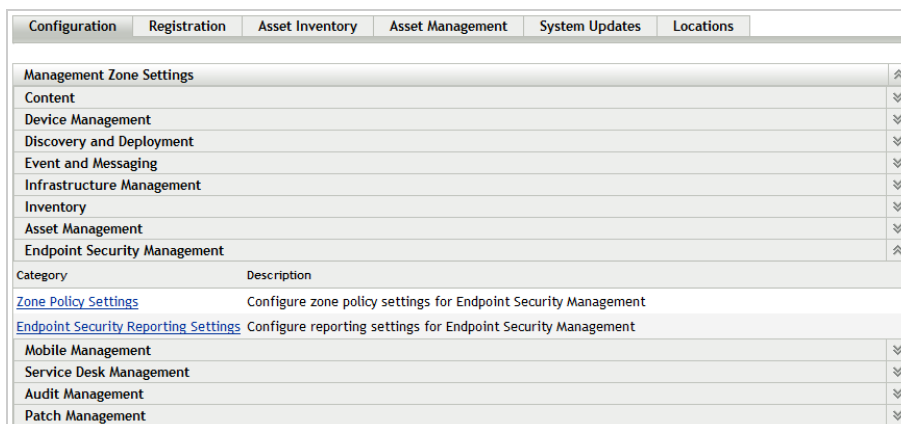 Configuration Registration Asset Inventory Asset Management System Updates Locations
Management Zone Settings
Content
Device Management
Discovery and Deployment
Event and Messaging
Infrastructure Management
Inventory
Asset Management
Endpoint Security Management
Category Description
Zone Policy Settings Configure zone policy settings for Endpoint Security Management
Endpoint Security Reporting Settings Configure reporting settings for Endpoint Security Management
Mobile Management
Service Desk Management
Audit Management
Patch Management